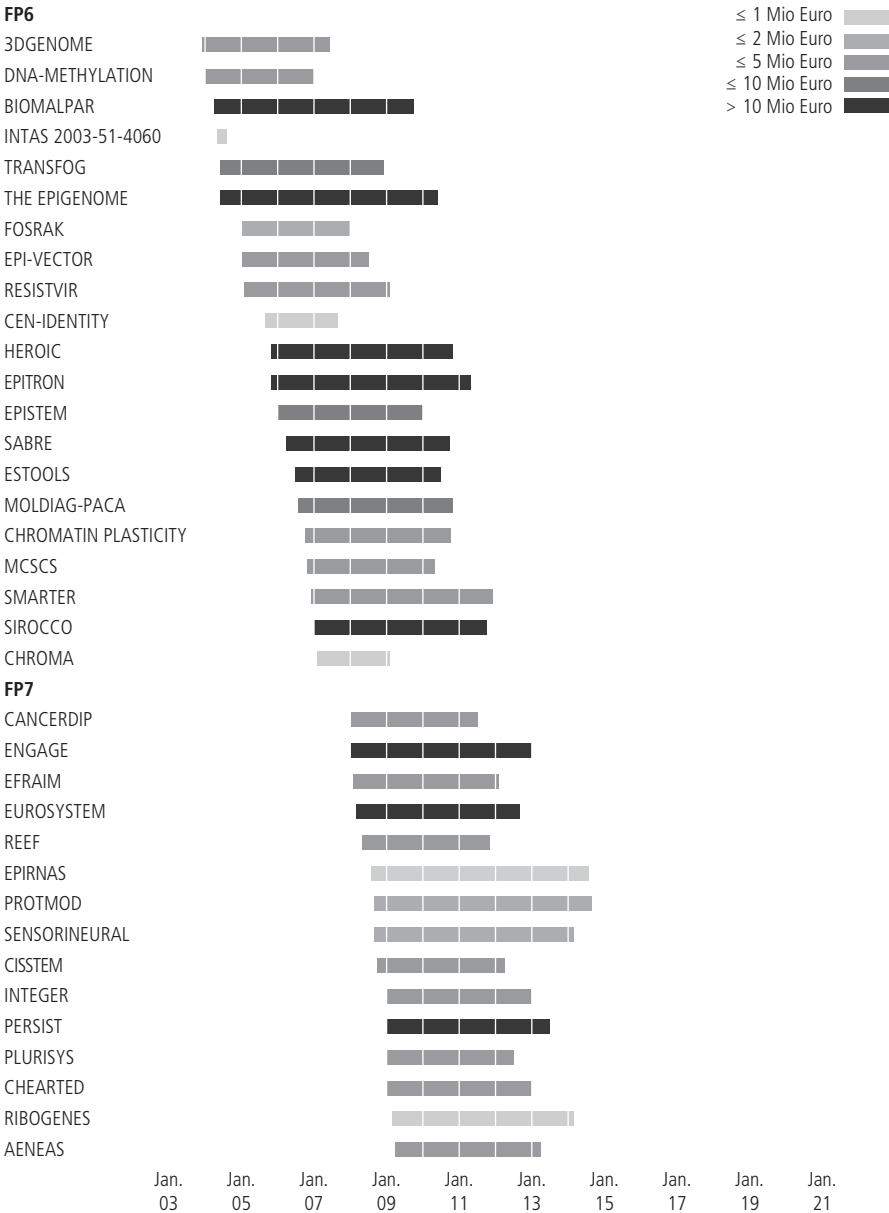 FP6
≤ 1 Mio Euro
≤ 2 Mio Euro
≤ 5 Mio Euro
≤ 10 Mio Euro
> 10 Mio Euro
3DGENOME
DNA-METHYLATION
BIOMALPAR
INTAS 2003-51-4060
TRANSFOG
THE EPIGENOME
FOSRAK
EPI-VECTOR
RESISTVIR
CEN-IDENTITY
HEROIC
EPITRON
EPISTEM
SABRE
ESTOOLS
MOLDIAG-PACA
CHROMATIN PLASTICITY
MCSCS
SMARTER
SIROCCO
CHROMA
FP7
CANCERDIP
ENGAGE
EFRAIM
EUROSYSTEM
REEF
EPIRNAS
PROTMOD
SENSORINEURAL
CISSTEM
INTEGER
PERSIST
PLURISYS
CHEARTED
RIBOGENES
AENEAS
Jan. Jan. Jan. Jan. Jan. Jan. Jan. Jan. Jan. Jan.
03 05 07 09 11 13 15 17 19 21